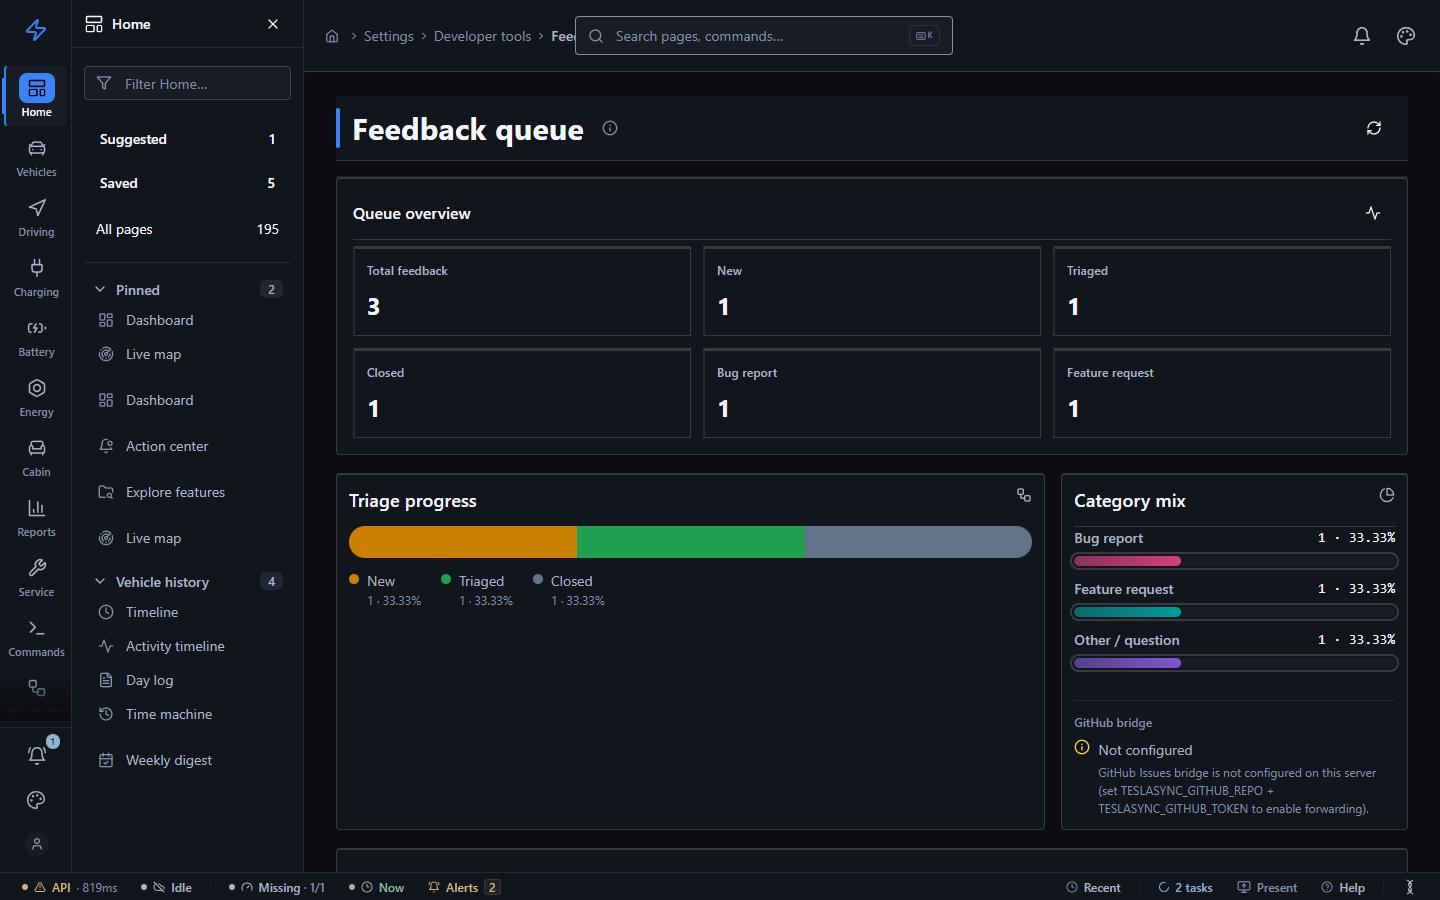 Home
Settings
Developer tools
Search pages, commands...
K
Home
Vehicles
Driving
Charging
Battery
Energy
Cabin
Reports
Service
Commands
1
Filter Home...
Suggested 1
Saved 5
All pages 195
Pinned 2
Dashboard
Live map
Dashboard
Action center
Explore features
Live map
Vehicle history 4
Timeline
Activity timeline
Day log
Time machine
Weekly digest
Feedback queue
Queue overview
Total feedback
3
New
1
Triaged
1
Closed
1
Bug report
1
Feature request
1
Triage progress
New
1 · 33.33%
Triaged
1 · 33.33%
Closed
1 · 33.33%
Category mix
Bug report 1 · 33.33%
Feature request 1 · 33.33%
Other / question 1 · 33.33%
GitHub bridge
Not configured
GitHub Issues bridge is not configured on this server
(set TESLASYNC_GITHUB_REPO +
TESLASYNC_GITHUB_TOKEN to enable forwarding).
API · 819ms
Idle
Missing · 1/1
Now
Alerts 2
Recent
2 tasks
Present
Help